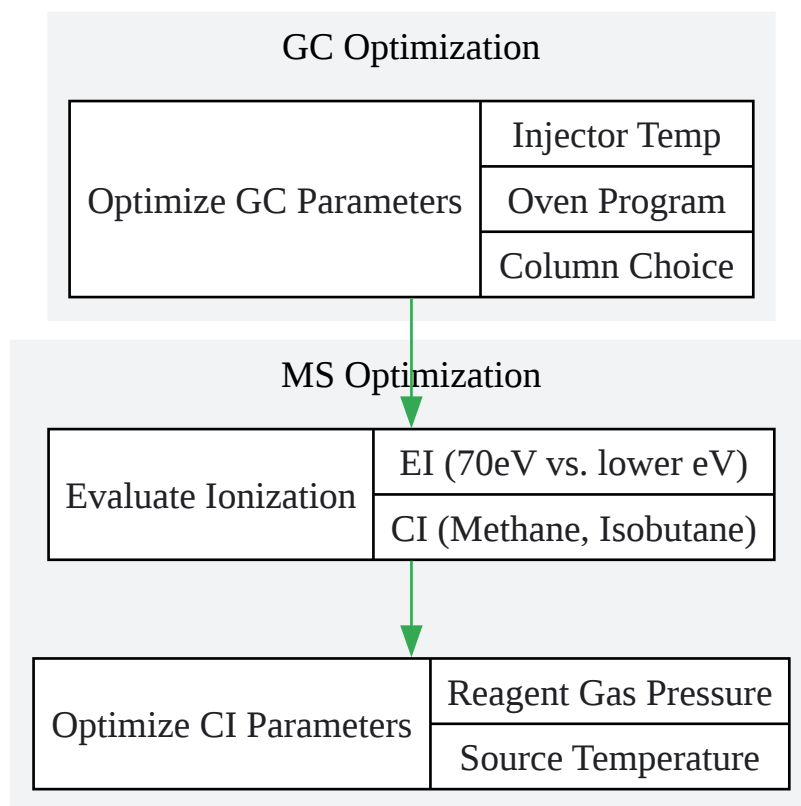 GC Optimization
Optimize GC Parameters
Injector Temp
Oven Program
Column Choice
MS Optimization
Evaluate Ionization
EI (70eV vs. lower eV)
CI (Methane, Isobutane)
Optimize CI Parameters
Reagent Gas Pressure
Source Temperature